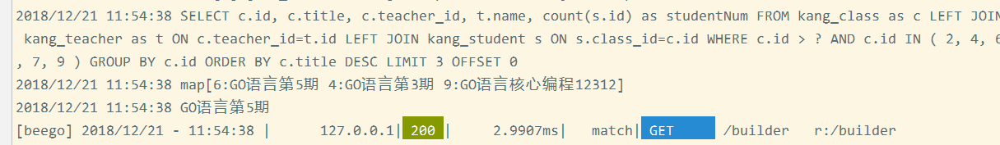 2018/12/21 11:54:38 SELECT c.id, c.title, c.teacher_id, t.name, count(s.id) as studentNum FROM kang_class as c LEFT JOIN
kang_teacher as t ON c.teacher_id=t.id LEFT JOIN kang_student s ON s.class_id=c.id WHERE c.id > ? AND c.id IN ( 2, 4, 6
, 7, 9 ) GROUP BY c.id ORDER BY c.title DESC LIMIT 3 OFFSET 0
2018/12/21 11:54:38 map[6:GO语言第5期 4:GO语言第3期 9:GO语言核心编程12312]
2018/12/21 11:54:38 GO语言第5期
[beego] 2018/12/21 - 11:54:38 | 127.0.0.1| 200 | 2.9907ms| match| GET /builder r:/builder